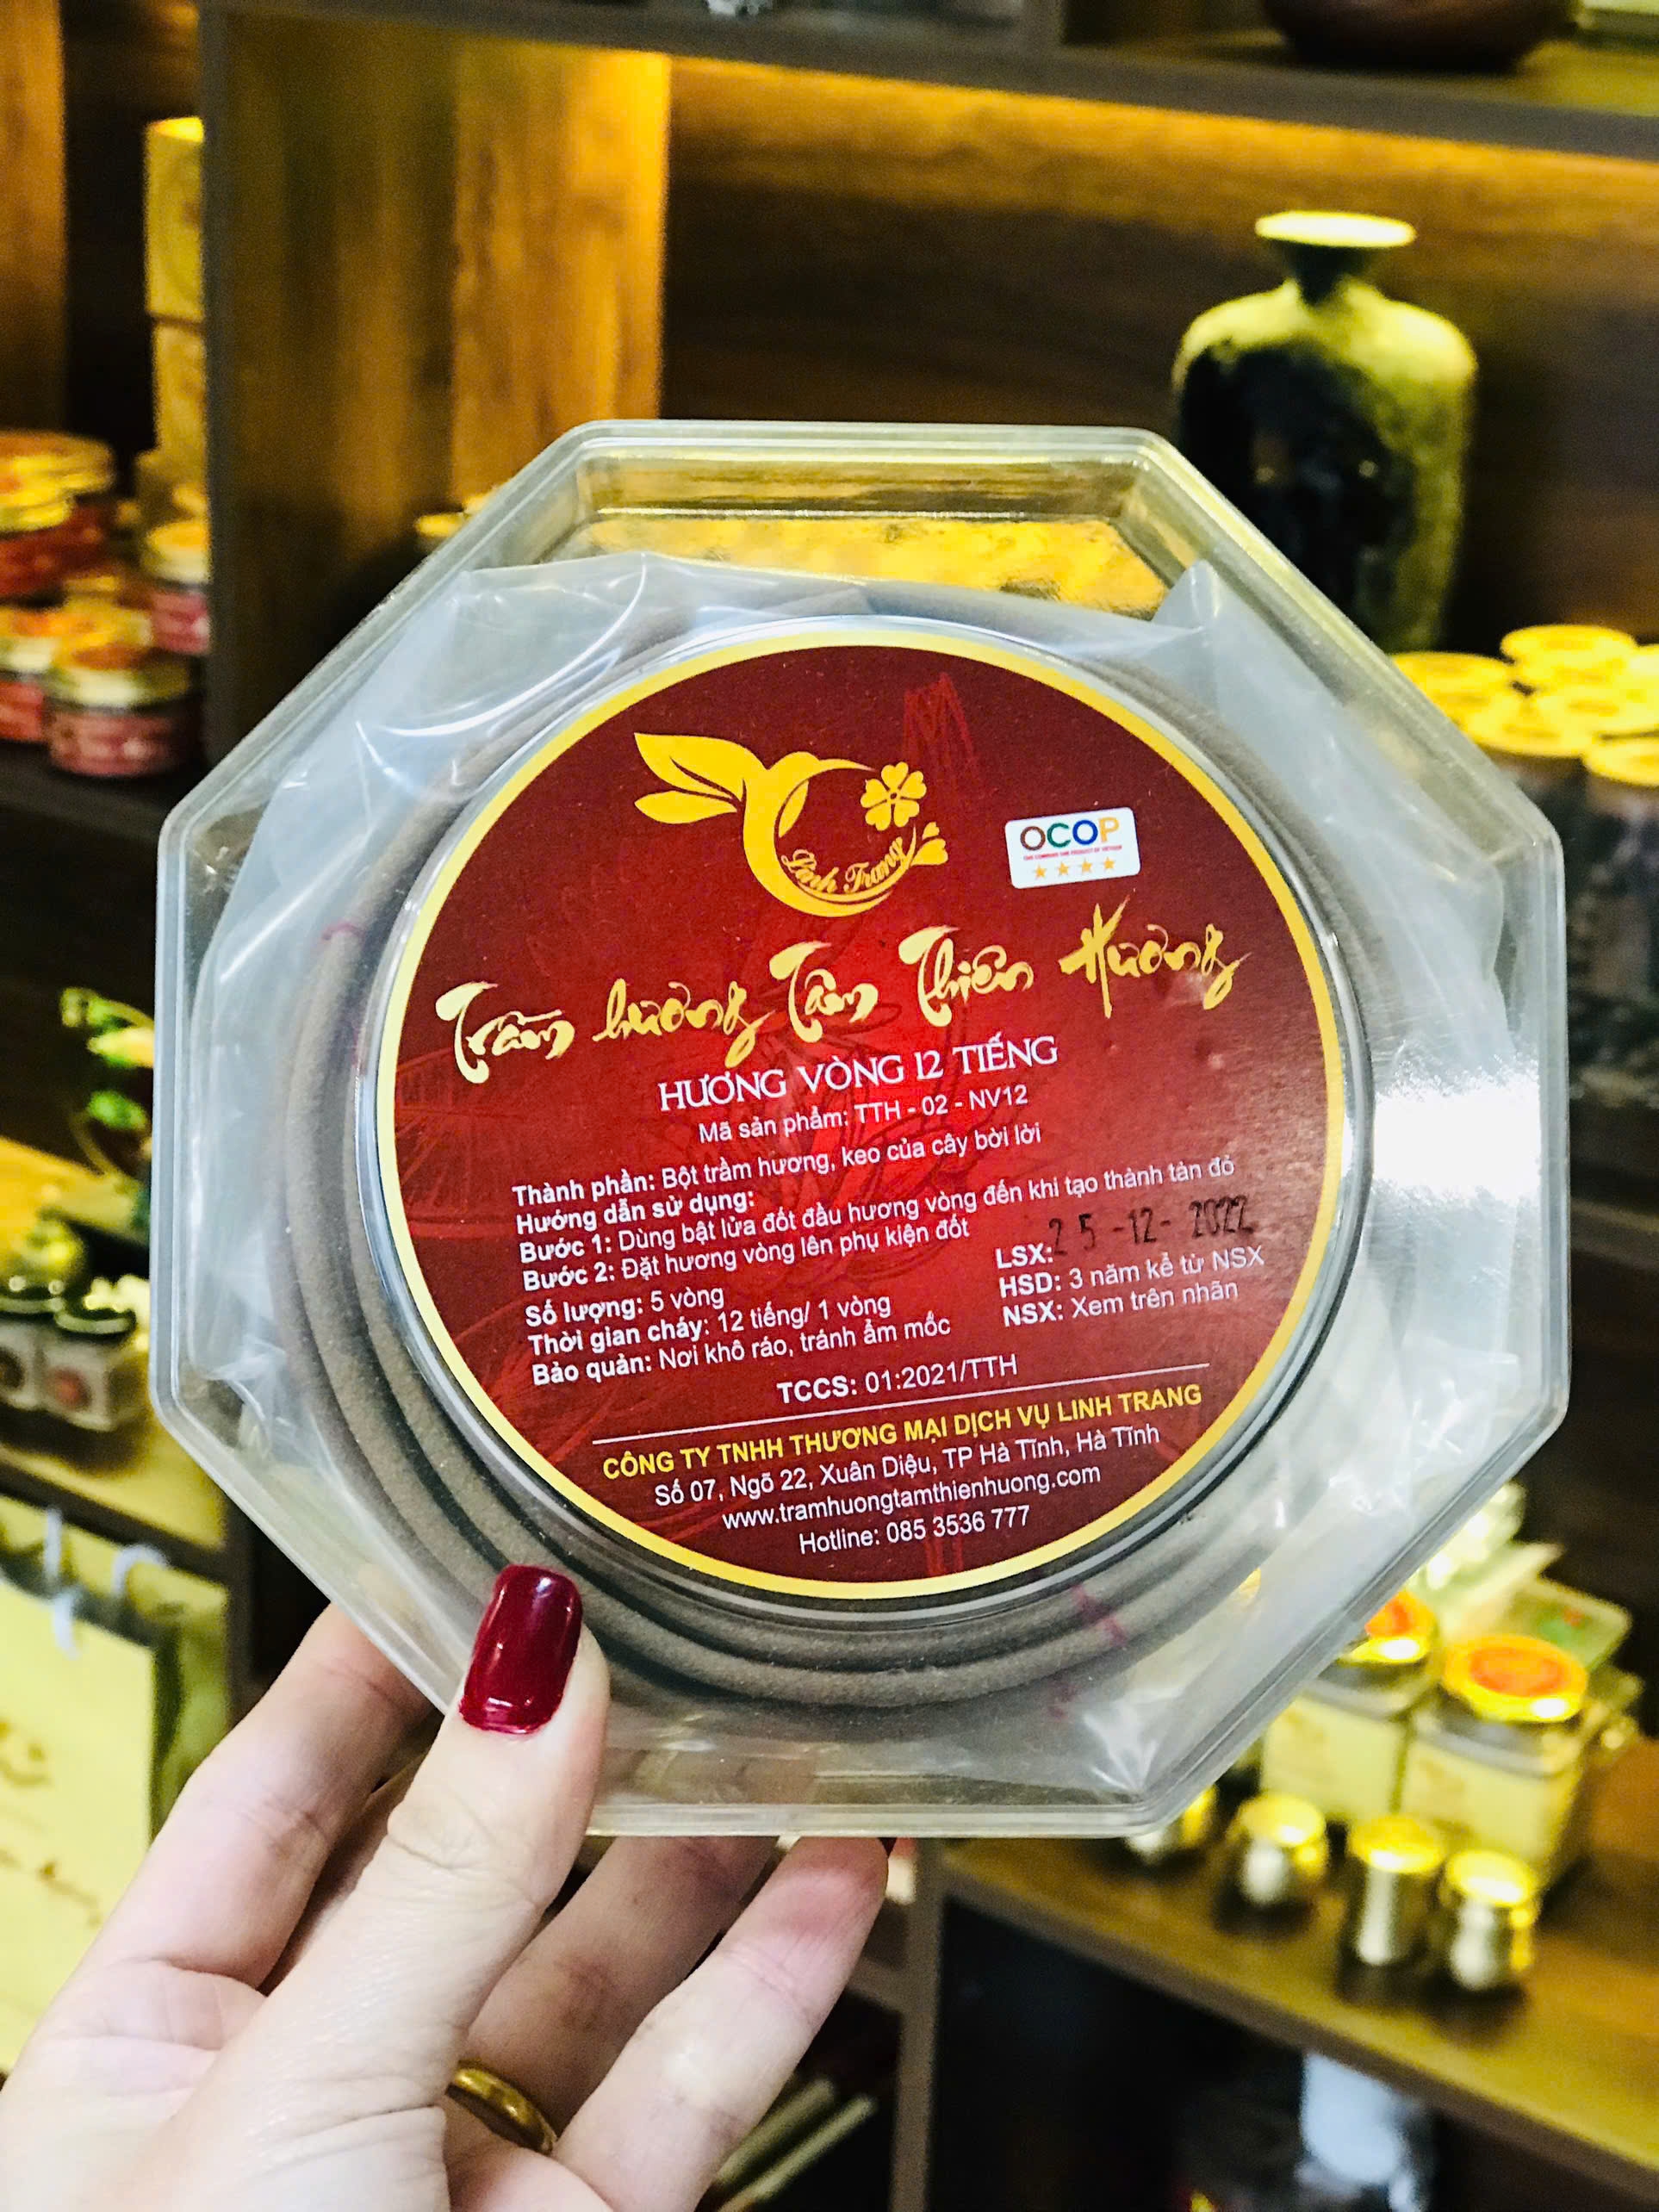 Linh Trang
OCOP
Trầm hương Tâm Thiên Hương
HƯƠNG VÒNG 12 TIẾNG
Mã sản phẩm: TTH - 02 - NV12
Thành phần: Bột trầm hương, keo của cây bời lời
Hướng dẫn sử dụng:
Bước 1: Dùng bật lửa đốt đầu hương vòng đến khi tạo thành tàn đỏ
Bước 2: Đặt hương vòng lên phụ kiện đốt
Số lượng: 5 vòng
Thời gian cháy: 12 tiếng/ 1 vòng
Bảo quản: Nơi khô ráo, tránh ẩm mốc
LSX: 25-12-2022
HSD: 3 năm kể từ NSX
NSX: Xem trên nhãn
TCCS: 01:2021/TTH
CÔNG TY TNHH THƯƠNG MẠI DỊCH VỤ LINH TRANG
Số 07, Ngõ 22, Xuân Diệu, TP Hà Tĩnh, Hà Tĩnh
www.tramhuongtamthienhuong.com
Hotline: 085 3536 777